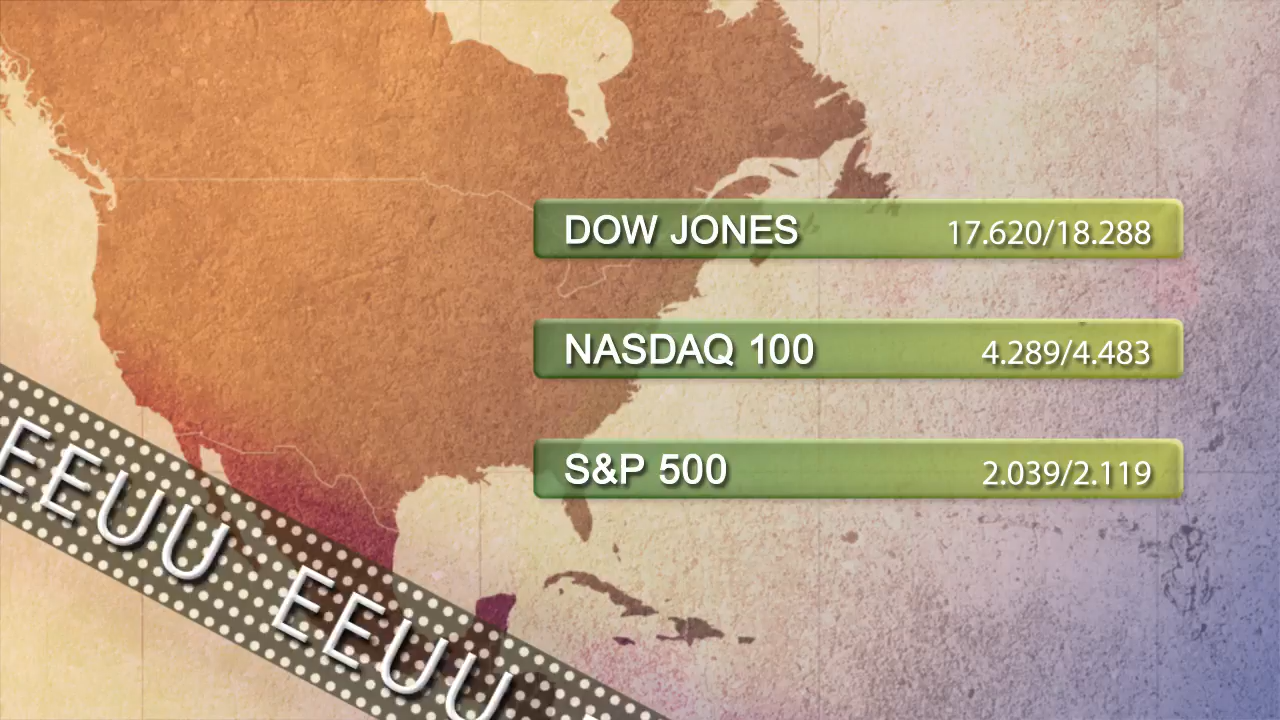 DOW JONES 17.620/18.288
NASDAQ 100 4.289/4.483
S&P 500 2.039/2.119
EEUU EEUU